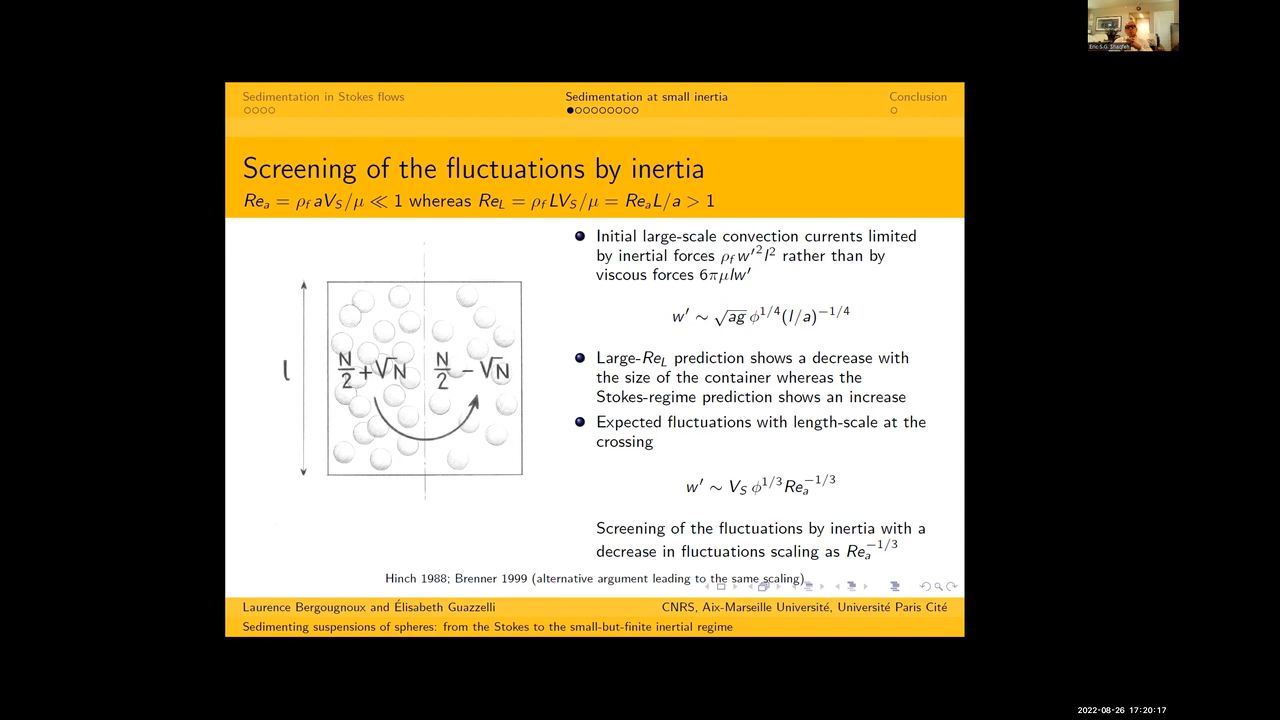 Eric S.G. Shaqfeh
Sedimentation in Stokes flows
Sedimentation at small inertia
Conclusion
Screening of the fluctuations by inertia
Re_a = ρ_f aV_S/μ ≪ 1 whereas Re_L = ρ_f LV_S/μ = Re_a L/a > 1
l
N/2 + √N
N/2 − √N
Initial large-scale convection currents limited
by inertial forces ρ_f w′² l² rather than by
viscous forces 6πμlw′
w′ ∼ √ag ϕ^{1/4}(l/a)^{−1/4}
Large-Re_L prediction shows a decrease with
the size of the container whereas the
Stokes-regime prediction shows an increase
Expected fluctuations with length-scale at the
crossing
w′ ∼ V_S ϕ^{1/3} Re_a^{−1/3}
Screening of the fluctuations by inertia with a
decrease in fluctuations scaling as Re_a^{−1/3}
Hinch 1988; Brenner 1999 (alternative argument leading to the same scaling)
Laurence Bergougnoux and Élisabeth Guazzelli
CNRS, Aix-Marseille Université, Université Paris Cité
Sedimenting suspensions of spheres: from the Stokes to the small-but-finite inertial regime
2022-08-26 17:20:17